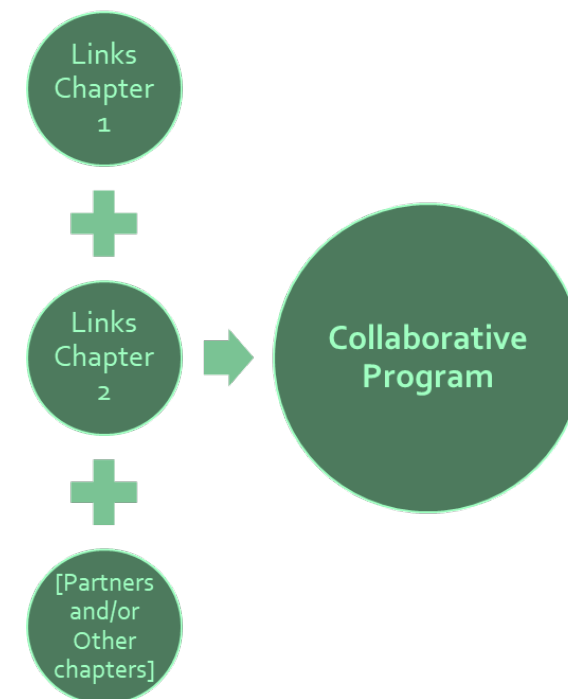 Links
Chapter
1
Links
Chapter
2
Collaborative
Program
[Partners
and/or
Other
chapters]